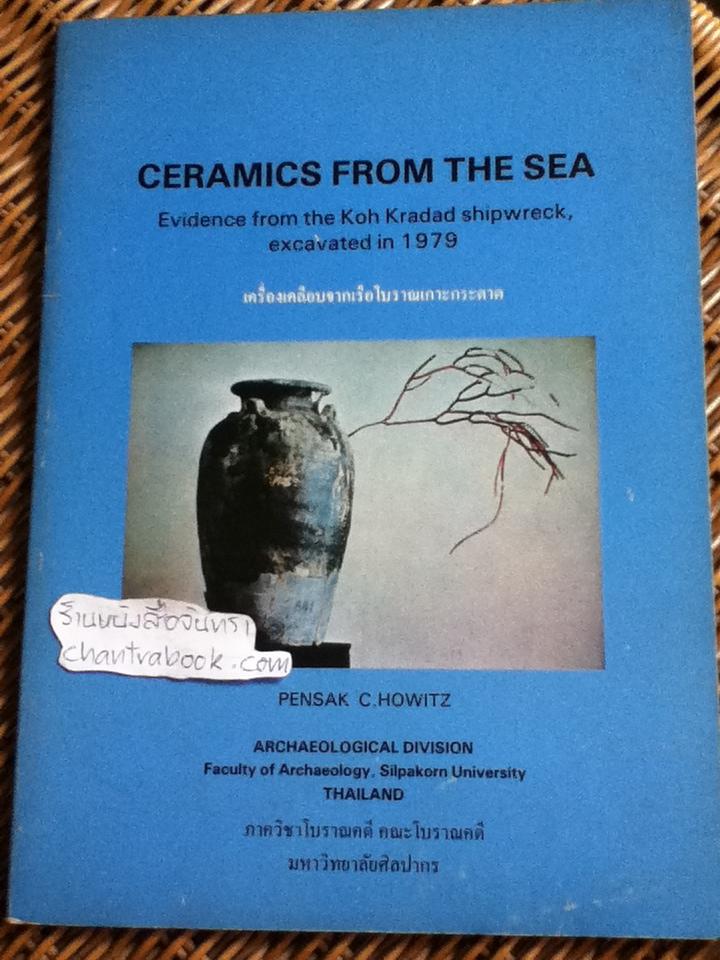 CERAMICS FROM THE SEA
Evidence from the Koh Kradad shipwreck,
excavated in 1979
เครื่องเคลือบจากเรือโบราณเกาะกระดาด
ร้านหนังสือจันทรา
chantrabook.com
PENSAK C.HOWITZ
ARCHAEOLOGICAL DIVISION
Faculty of Archaeology, Silpakorn University
THAILAND
ภาควิชาโบราณคดี คณะโบราณคดี
มหาวิทยาลัยศิลปากร